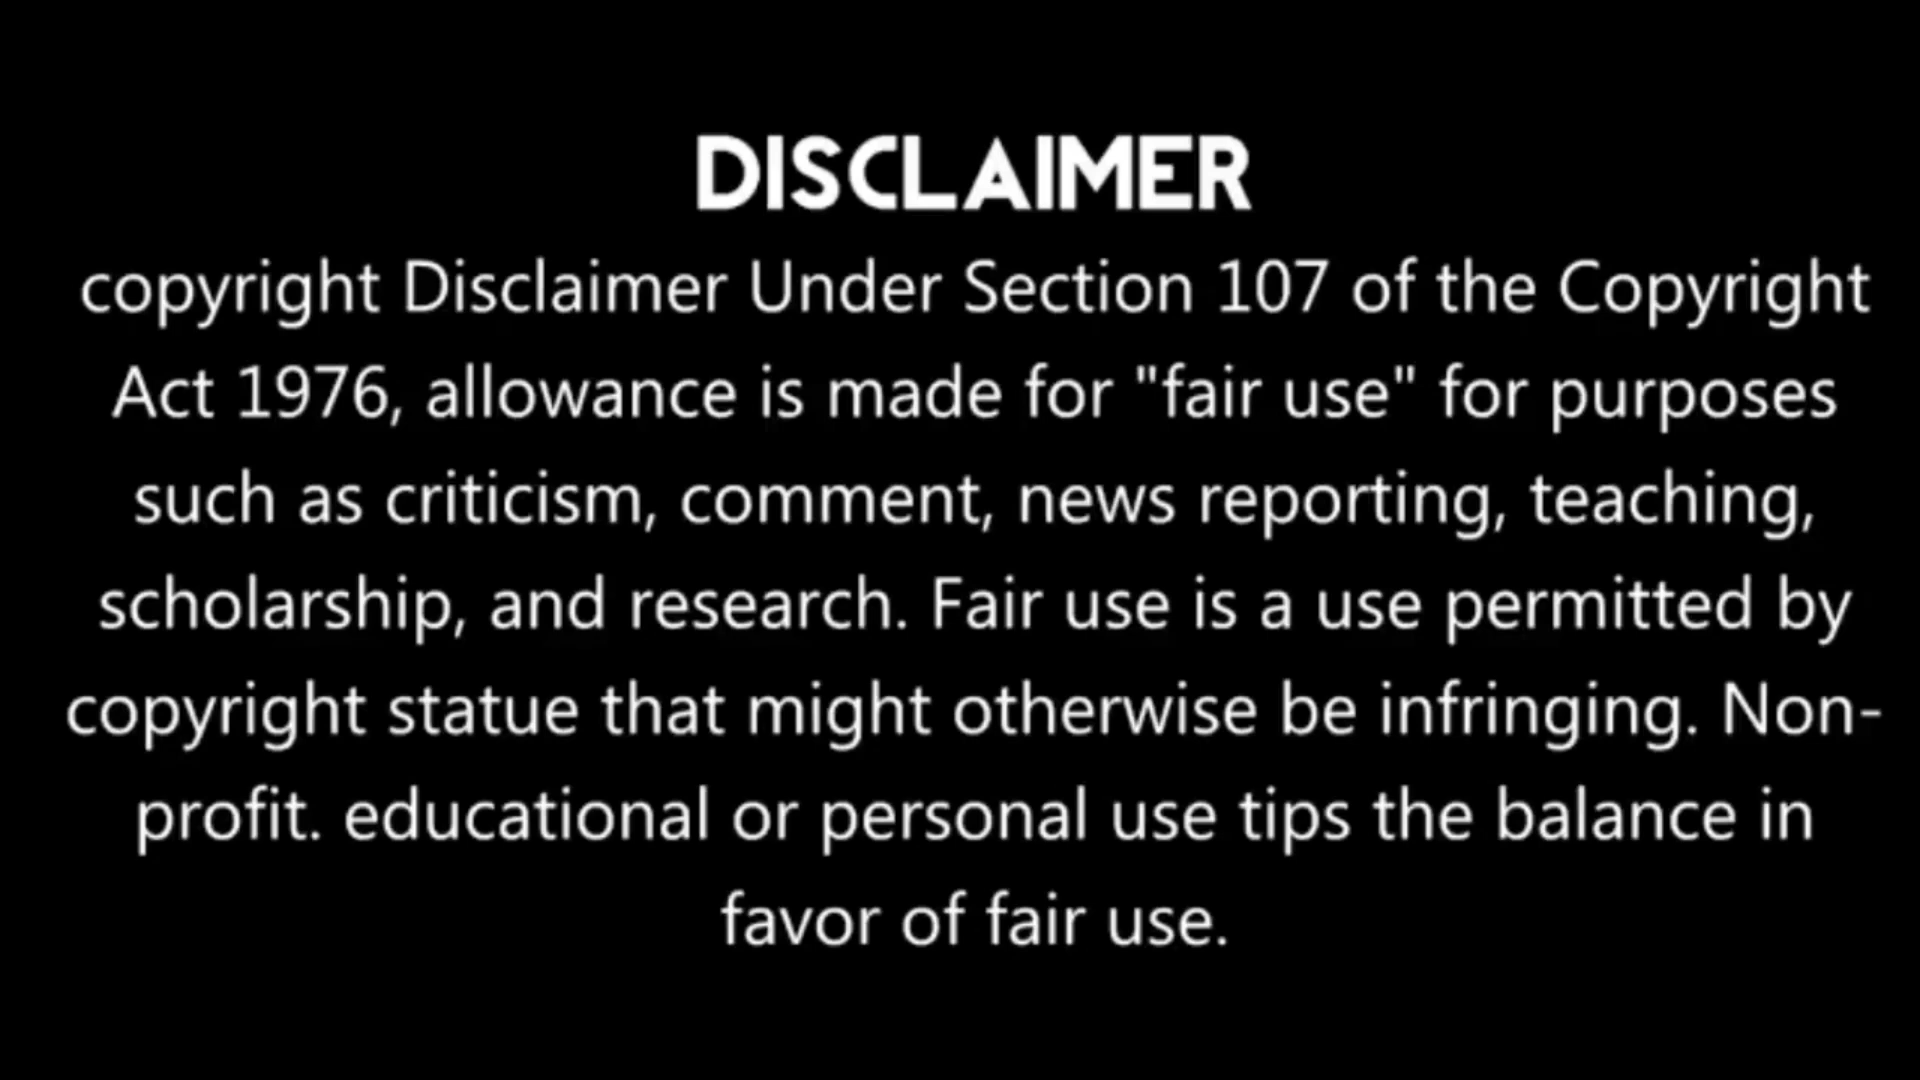 DISCLAIMER
copyright Disclaimer Under Section 107 of the Copyright
Act 1976, allowance is made for "fair use" for purposes
such as criticism, comment, news reporting, teaching,
scholarship, and research. Fair use is a use permitted by
copyright statue that might otherwise be infringing. Non-
profit. educational or personal use tips the balance in
favor of fair use.